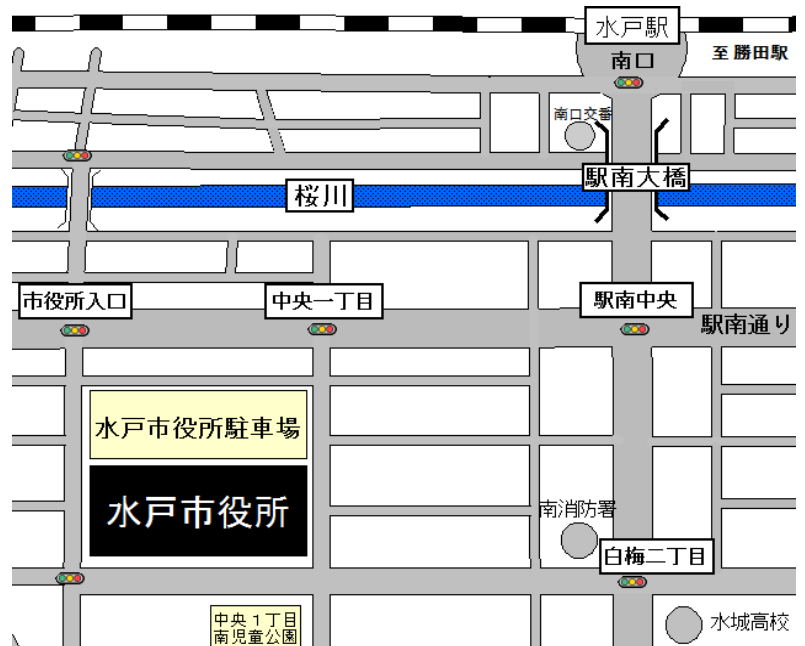 水戸駅
南口
至 勝田駅
南口交番
駅南大橋
桜川
市役所入口
中央一丁目
駅南中央
駅南通り
水戸市役所駐車場
水戸市役所
南消防署
白梅二丁目
中央１丁目
南児童公園
水城高校